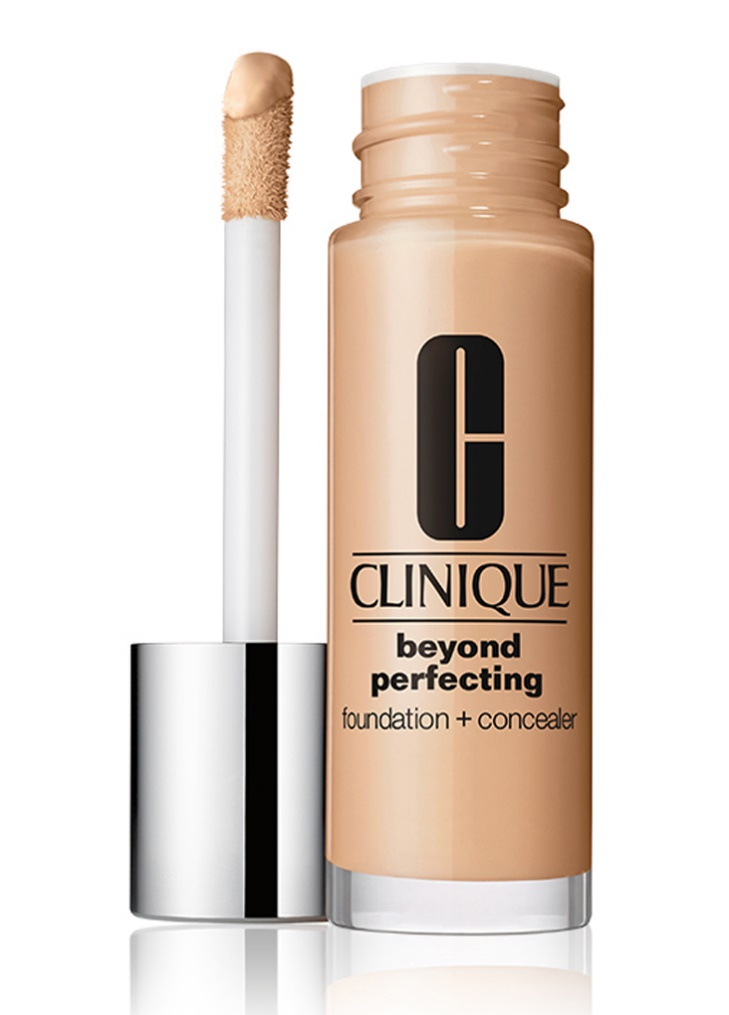 C
CLINIQUE
beyond
perfecting
foundation + concealer